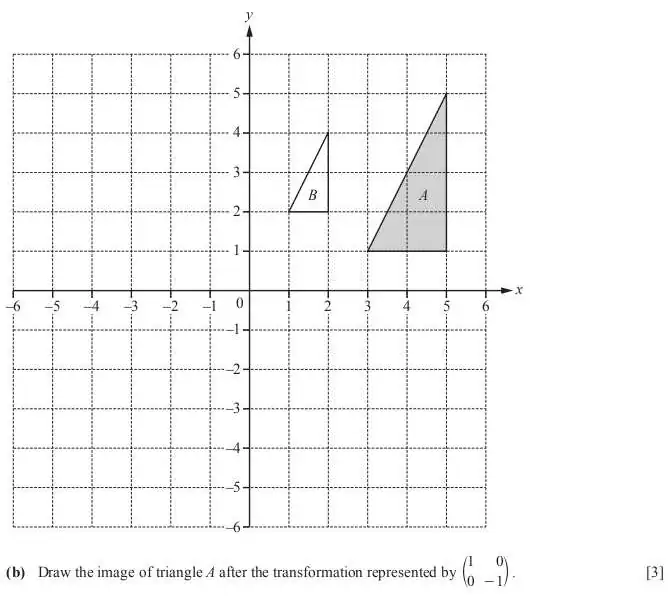 y
6
5
4
3
2
1
B
A
–6 –5 –4 –3 –2 –1 0 1 2 3 4 5 6 x
–1
–2
–3
–4
–5
–6
(b) Draw the image of triangle A after the transformation represented by (1 0
0 –1). [3]